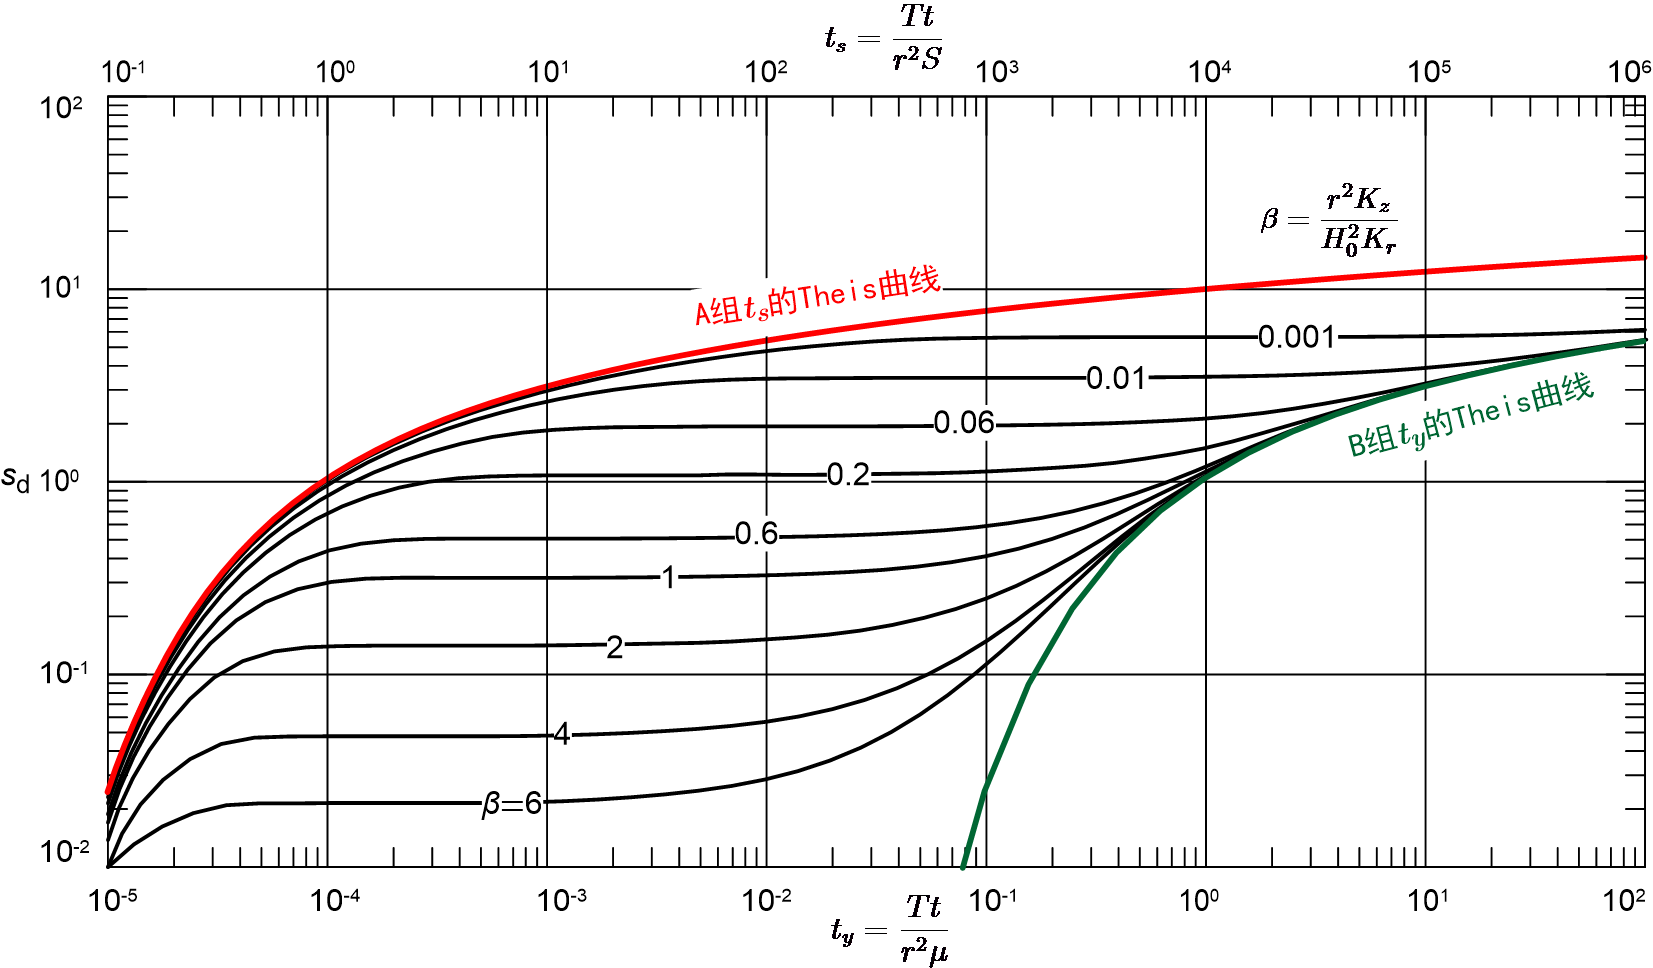 t_s = Tt / r²S
10⁻¹ 10⁰ 10¹ 10² 10³ 10⁴ 10⁵ 10⁶
10²
β = r²K_z / H₀²K_r
10¹
A组t_s的Theis曲线
0.001
0.01
B组t_y的Theis曲线
0.06
s_d 10⁰
0.2
0.6
1
2
10⁻¹
4
β=6
10⁻²
10⁻⁵ 10⁻⁴ 10⁻³ 10⁻² 10⁻¹ 10⁰ 10¹ 10²
t_y = Tt / r²μ